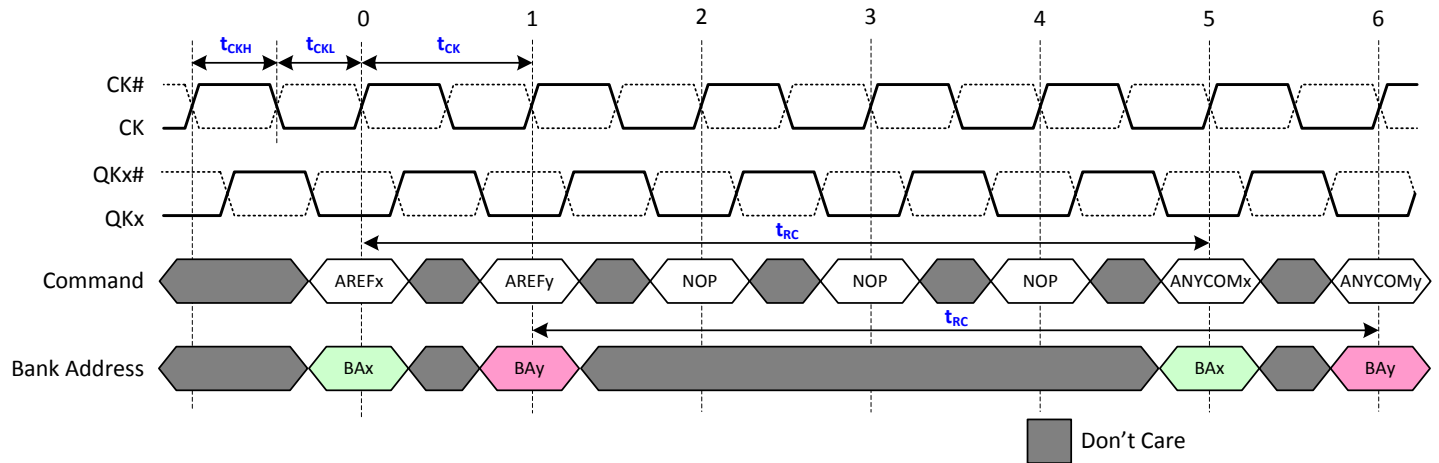 0 1 2 3 4 5 6
tCKH tCKL tCK
CK#
CK
QKx#
QKx
tRC
Command AREFx AREFy NOP NOP NOP ANYCOMx ANYCOMy
tRC
Bank Address BAx BAy BAx BAy
Don't Care